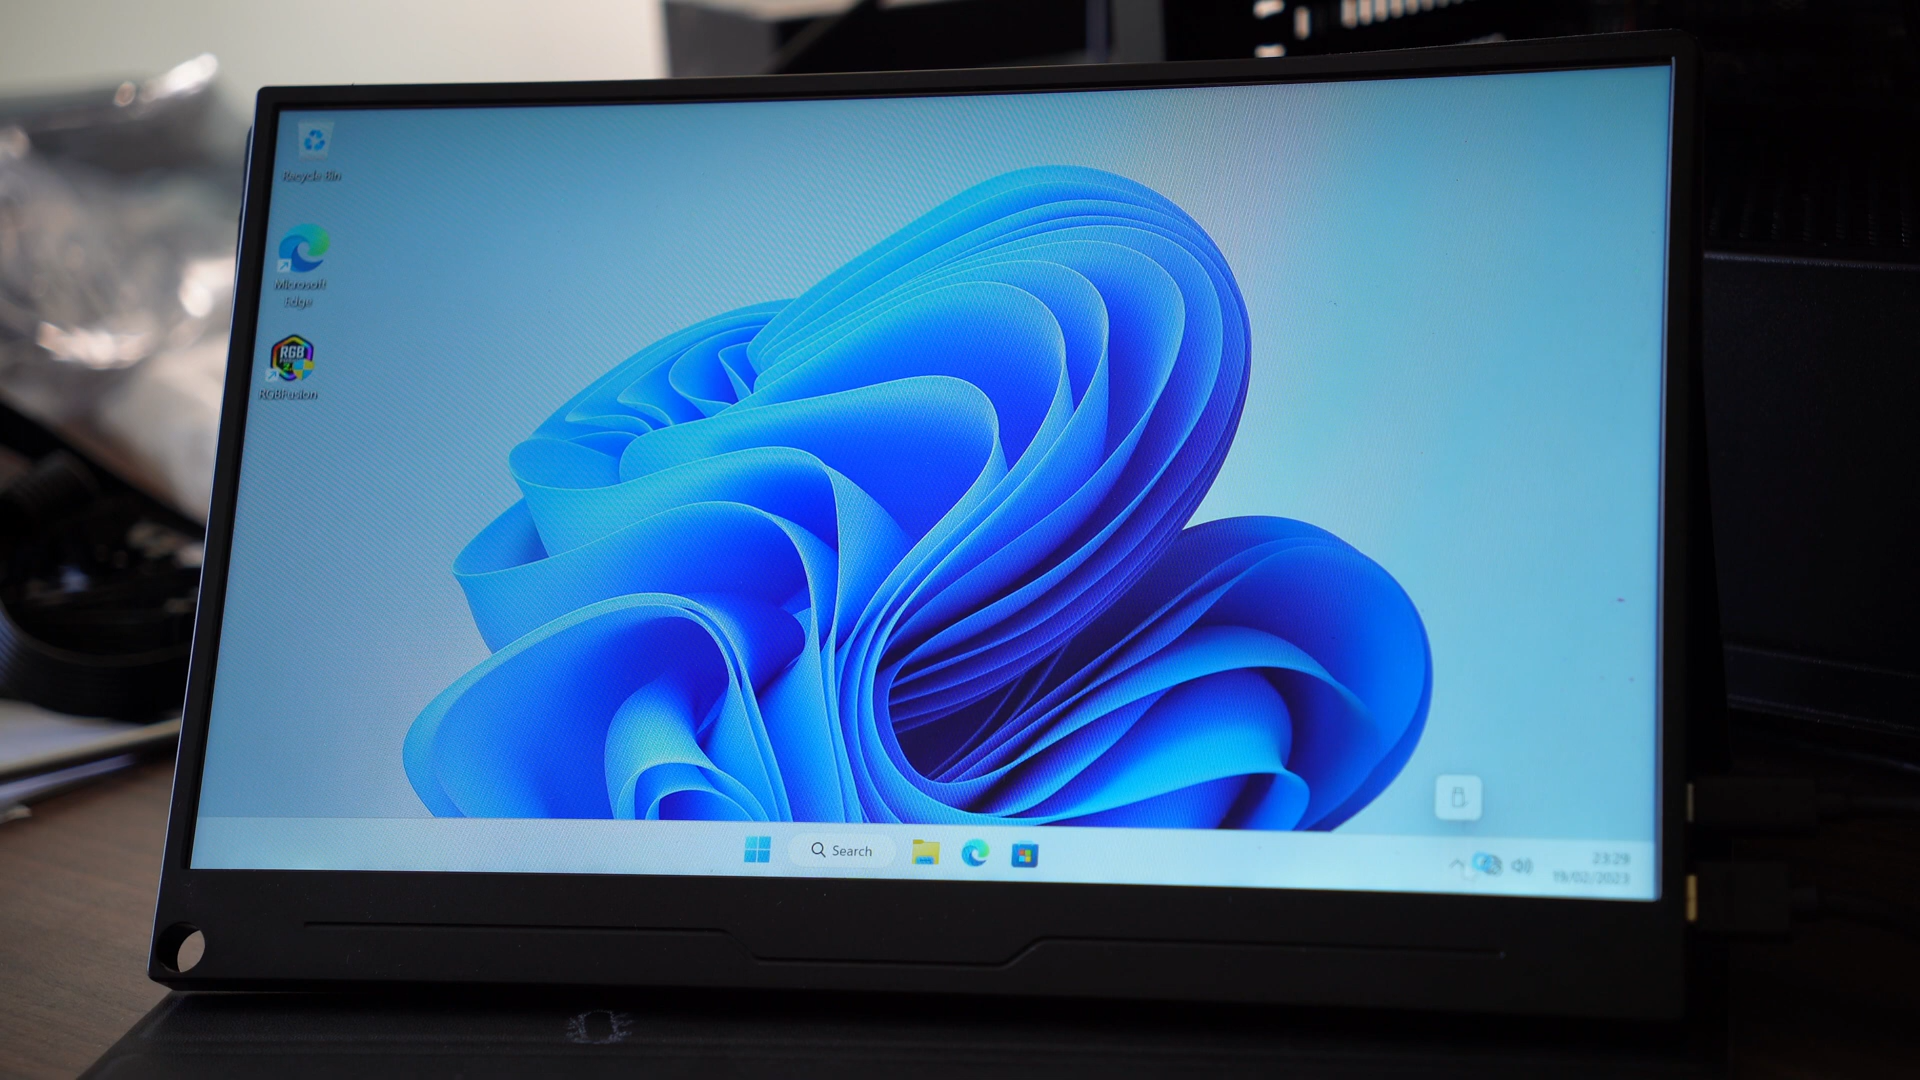 Recycle Bin
Microsoft
Edge
RGB
RGBFusion
Search
23:29
19/02/2023